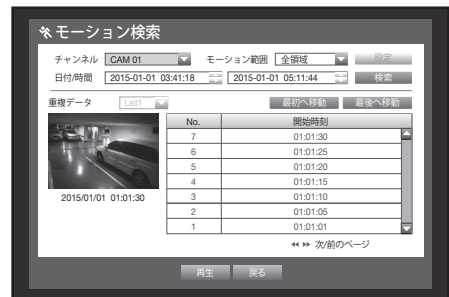 モーション検索
チャンネル CAM 01 モーション範囲 全領域 設定
日付/時間 2015-01-01 03:41:18 2015-01-01 05:11:44 検索
重複データ List1 最初へ移動 最後へ移動
No. 開始時刻
7 01:01:30
6 01:01:25
5 01:01:20
4 01:01:15
3 01:01:10
2 01:01:05
1 01:01:01
2015/01/01 01:01:30
次/前のページ
再生 戻る